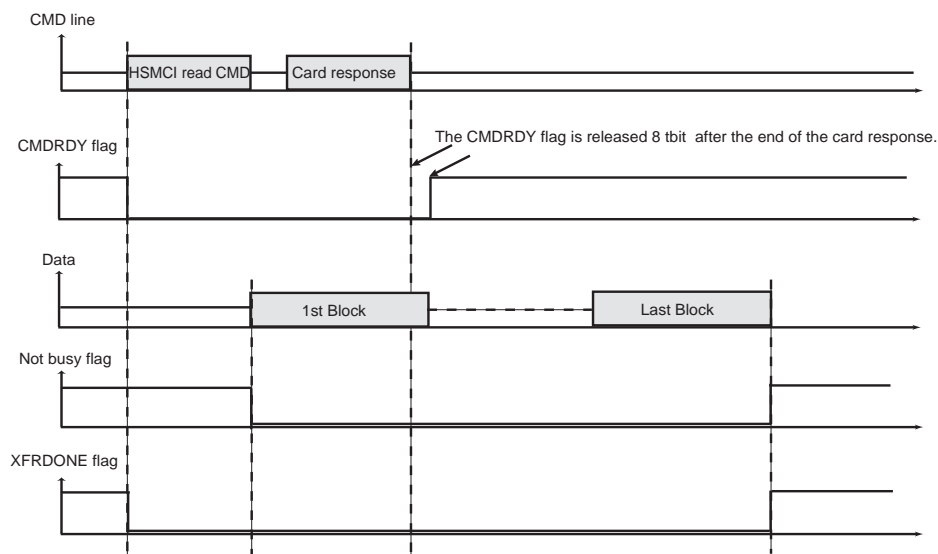 CMD line
HSMCI read CMD
Card response
The CMDRDY flag is released 8 tbit after the end of the card response.
CMDRDY flag
Data
1st Block
Last Block
Not busy flag
XFRDONE flag